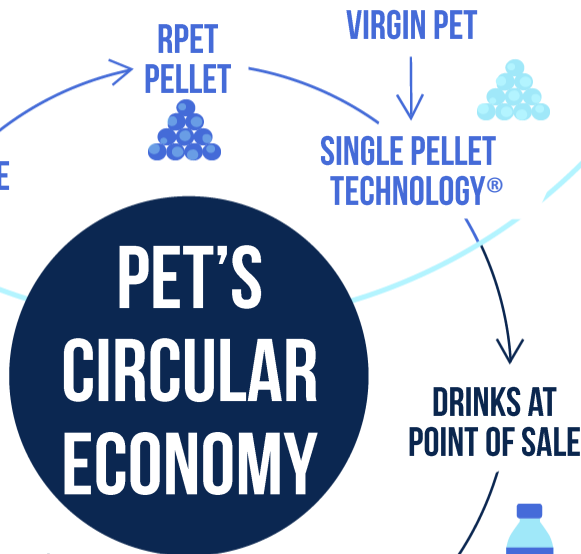 RPET
PELLET
VIRGIN PET
SINGLE PELLET
TECHNOLOGY®
E
PET'S
CIRCULAR
ECONOMY
DRINKS AT
POINT OF SALE